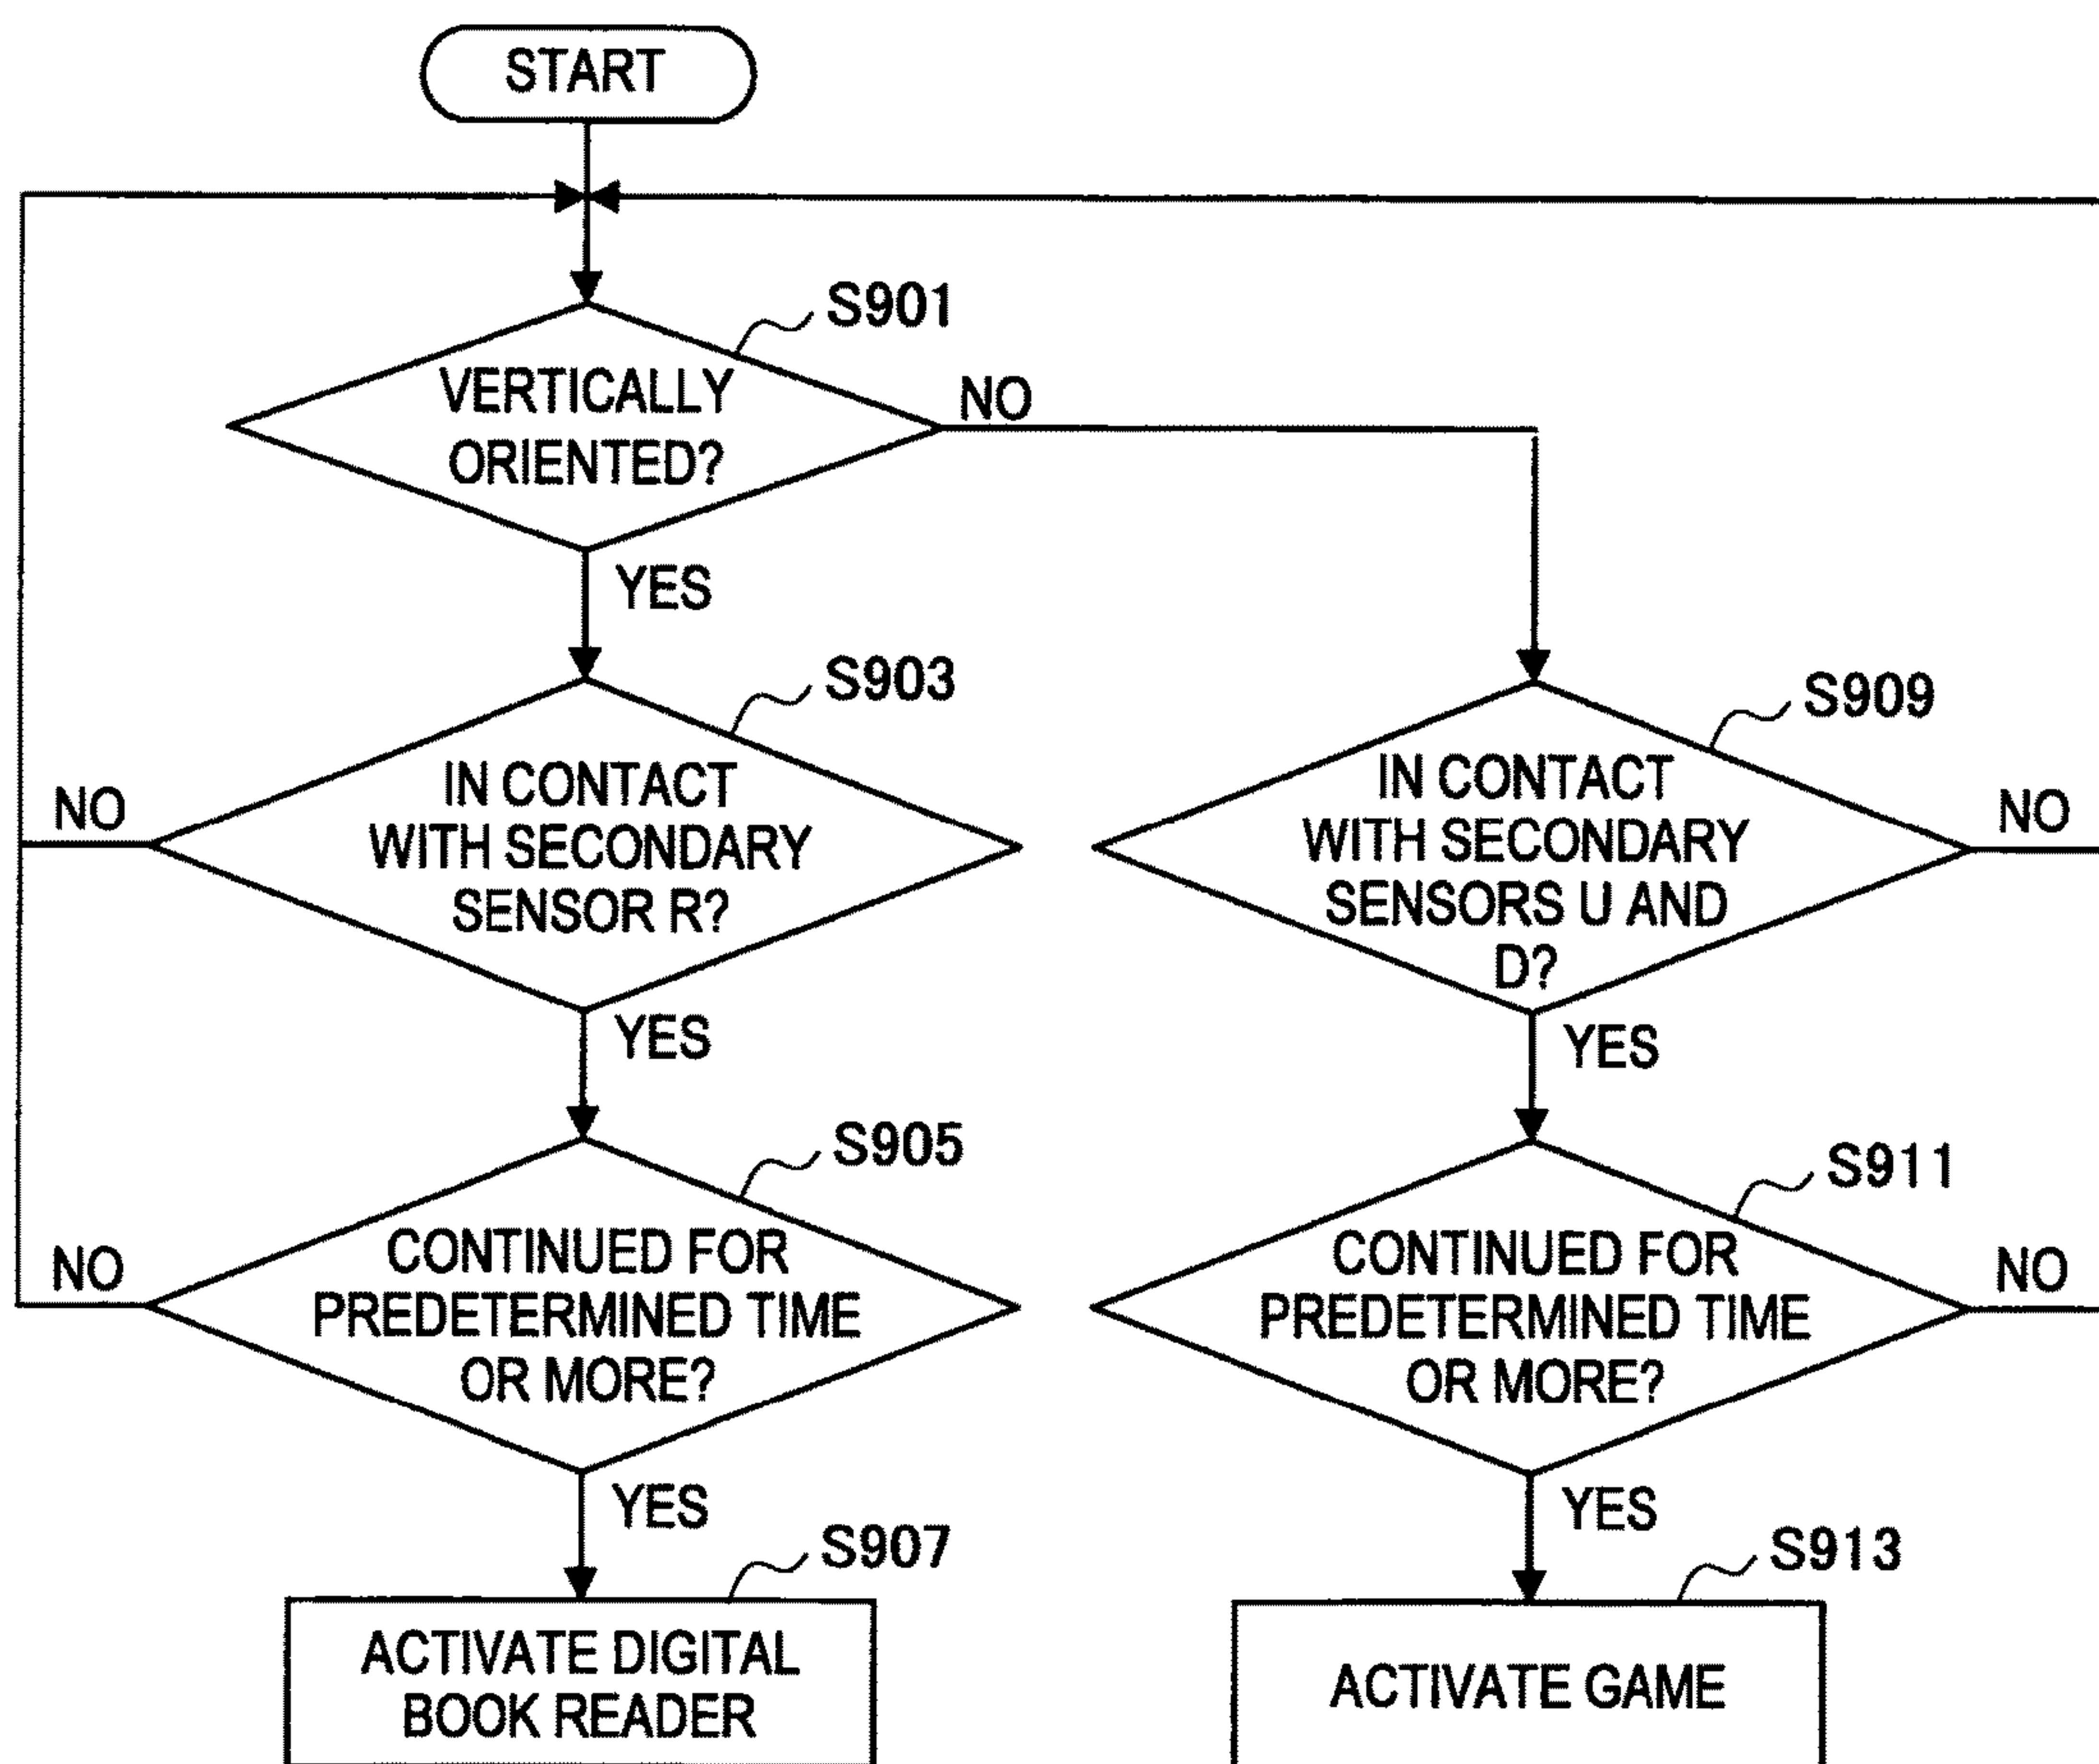 START
S901
VERTICALLY
ORIENTED?
NO
YES
S903
IN CONTACT
WITH SECONDARY
SENSOR R?
NO
YES
S909
IN CONTACT
WITH SECONDARY
SENSORS U AND
D?
NO
YES
S905
CONTINUED FOR
PREDETERMINED TIME
OR MORE?
NO
YES
S911
CONTINUED FOR
PREDETERMINED TIME
OR MORE?
NO
YES
S907
ACTIVATE DIGITAL
BOOK READER
S913
ACTIVATE GAME